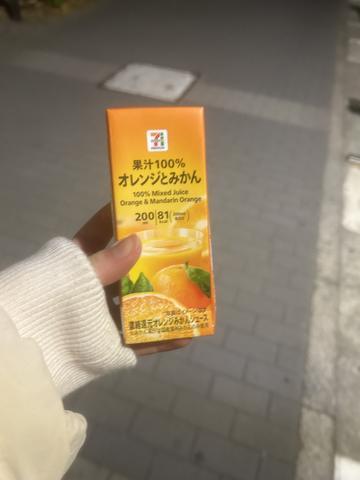 7
果汁100%
オレンジとみかん
100% Mixed Juice
Orange & Mandarin Orange
200 81
濃縮還元オレンジみかんジュース